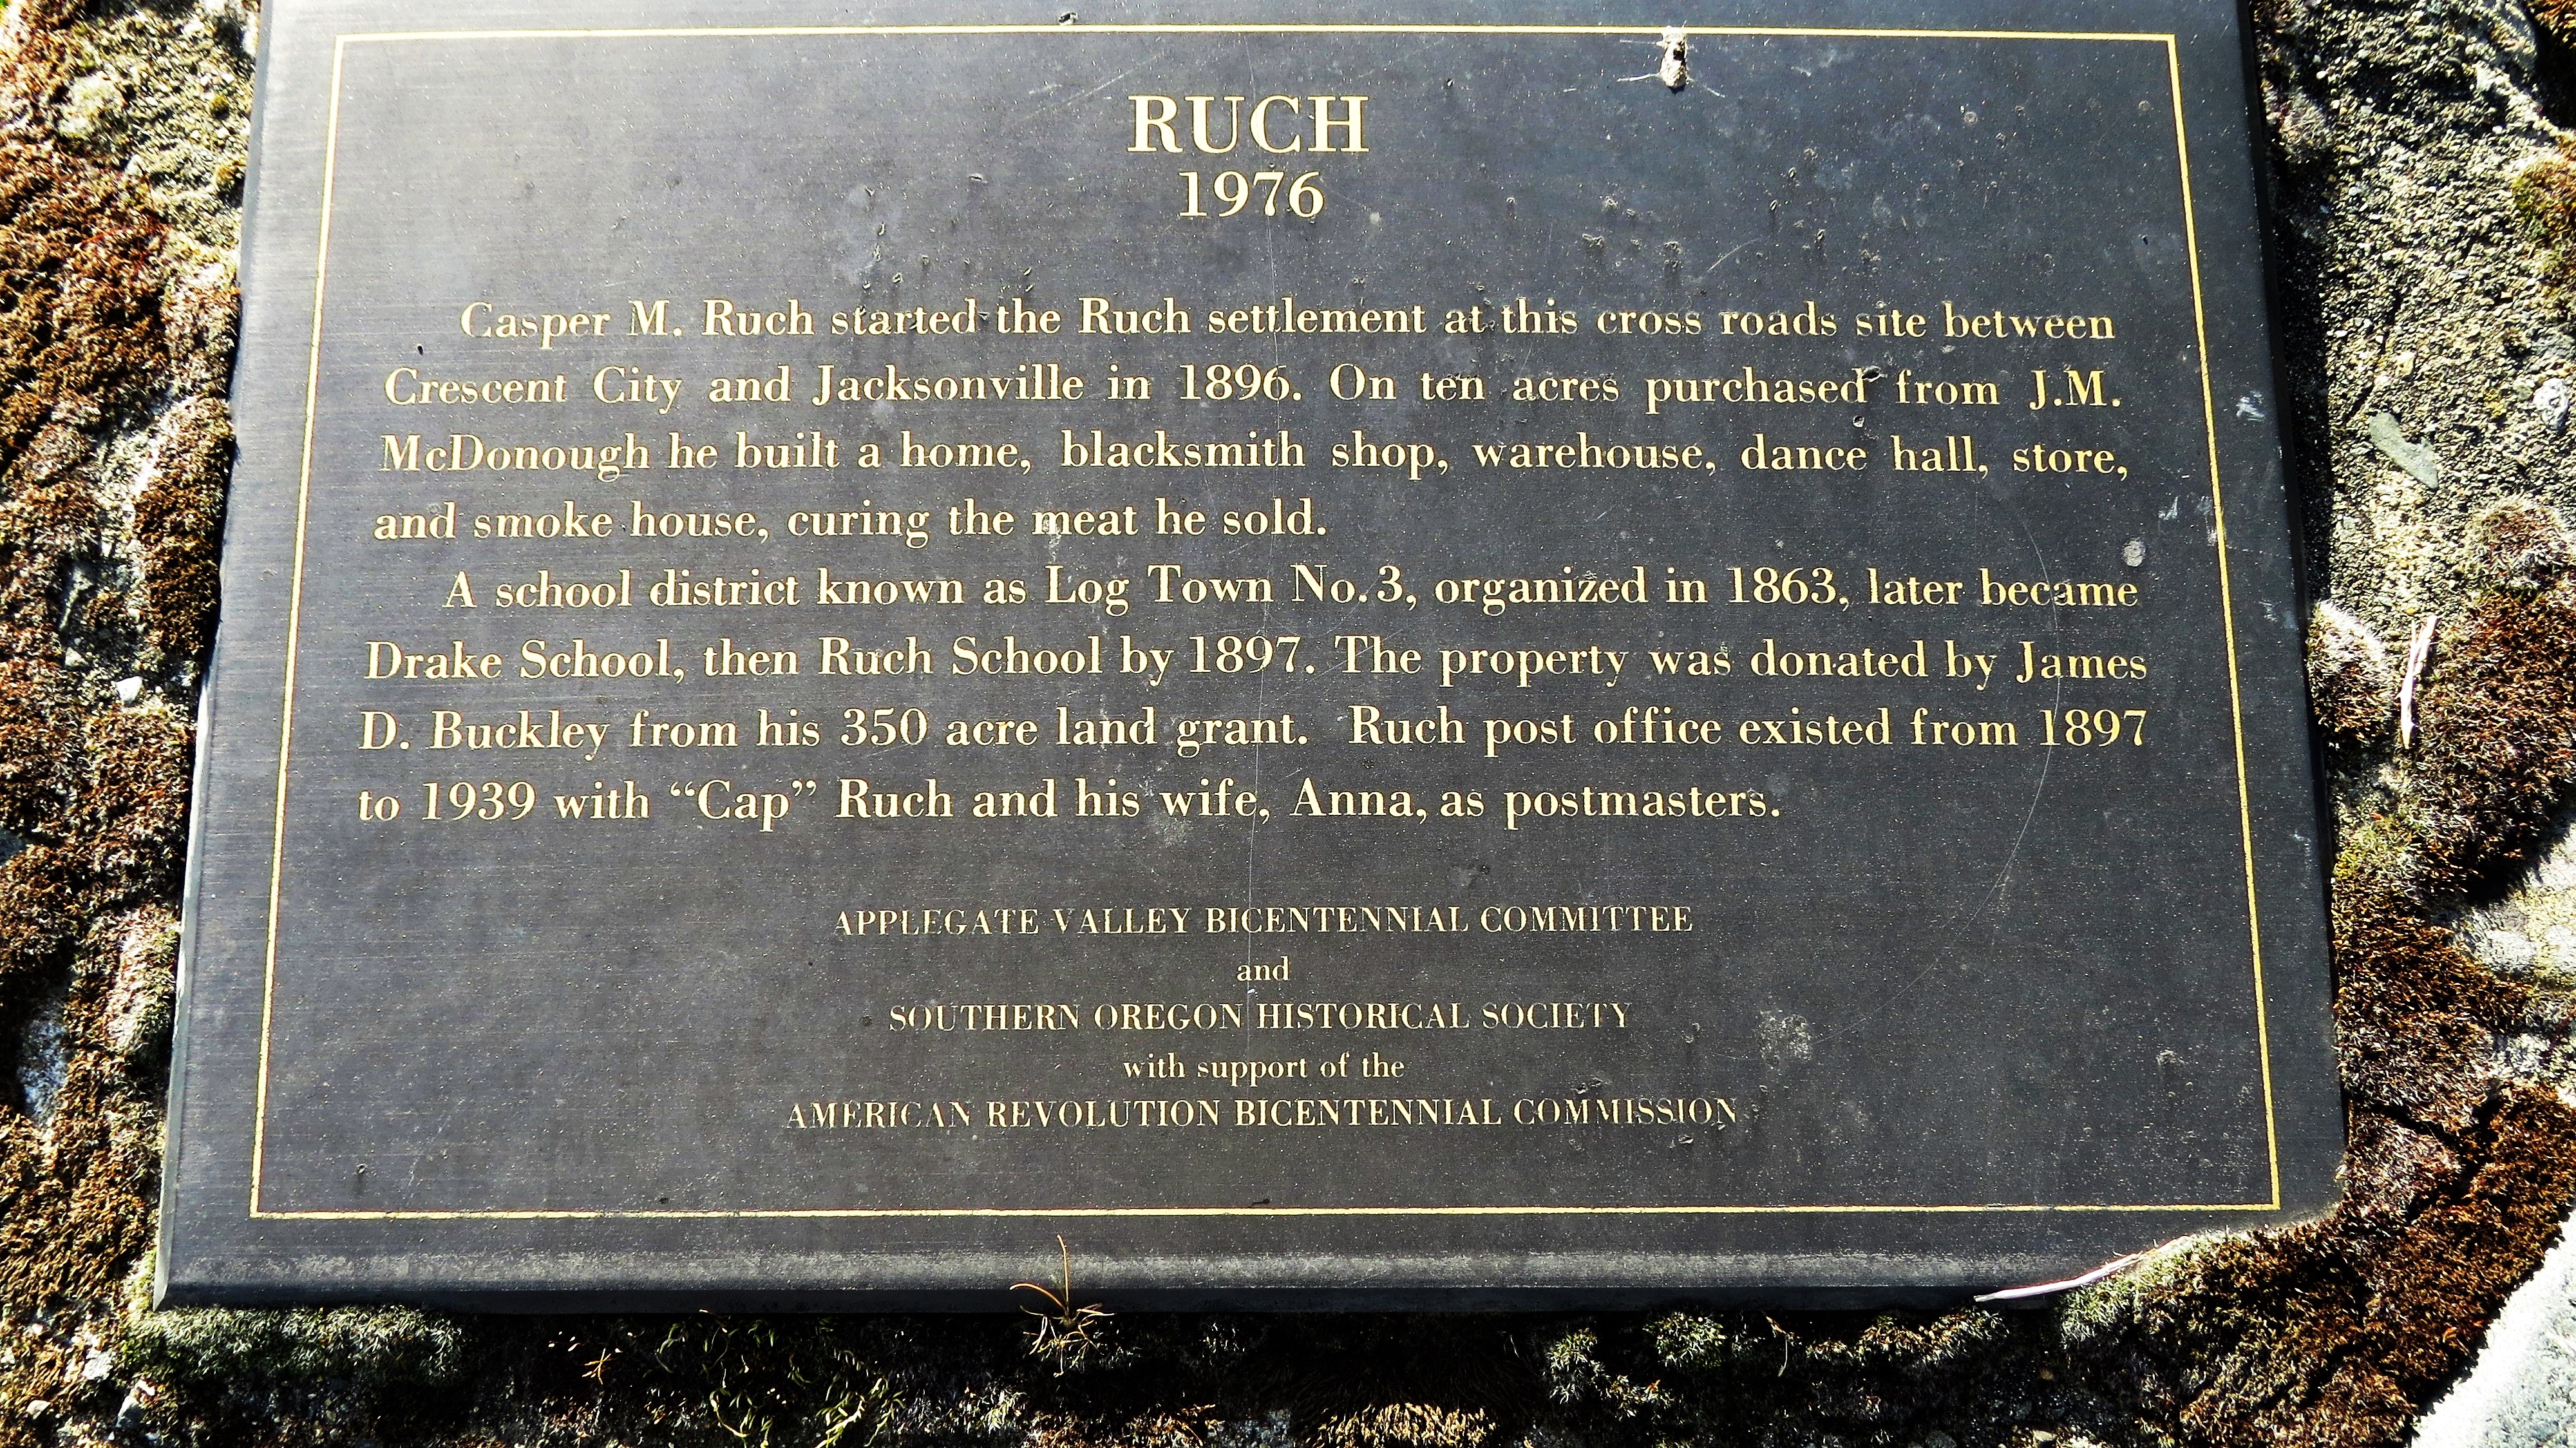 RUCH
1976
Casper M. Ruch started the Ruch settlement at this cross roads site between
Crescent City and Jacksonville in 1896. On ten acres purchased from J.M.
McDonough he built a home, blacksmith shop, warehouse, dance hall, store,
and smoke house, curing the meat he sold.
A school district known as Log Town No. 3, organized in 1863, later became
Drake School, then Ruch School by 1897. The property was donated by James
D. Buckley from his 350 acre land grant. Ruch post office existed from 1897
to 1939 with “Cap” Ruch and his wife, Anna, as postmasters.
APPLEGATE VALLEY BICENTENNIAL COMMITTEE
and
SOUTHERN OREGON HISTORICAL SOCIETY
with support of the
AMERICAN REVOLUTION BICENTENNIAL COMMISSION